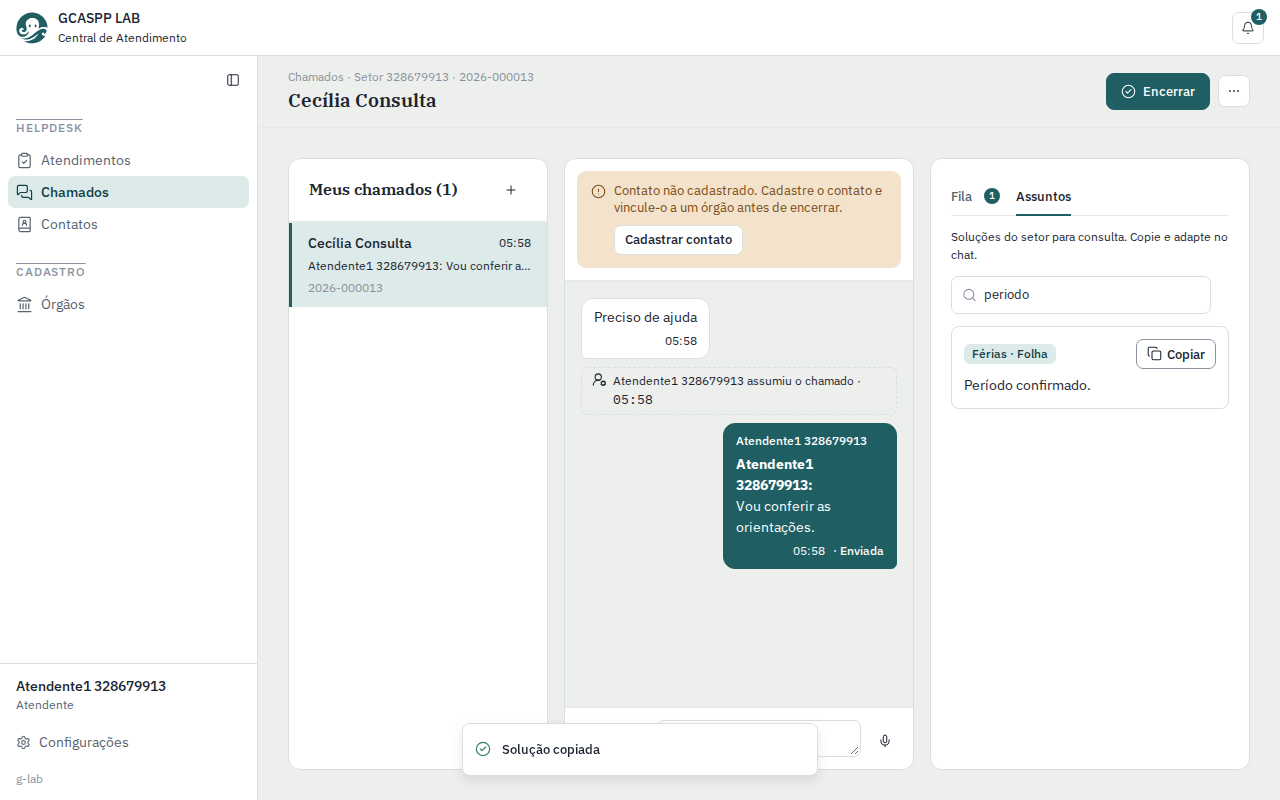 GCASPP LAB
Central de Atendimento
1
HELPDESK
Atendimentos
Chamados
Contatos
CADASTRO
Órgãos
Atendente1 328679913
Atendente
Configurações
g-lab
Chamados · Setor 328679913 · 2026-000013
Cecília Consulta
Encerrar
Meus chamados (1)
Cecília Consulta 05:58
Atendente1 328679913: Vou conferir a...
2026-000013
Contato não cadastrado. Cadastre o contato e
vincule-o a um órgão antes de encerrar.
Cadastrar contato
Preciso de ajuda
05:58
Atendente1 328679913 assumiu o chamado ·
05:58
Atendente1 328679913
Atendente1
328679913:
Vou conferir as
orientações.
05:58 · Enviada
Solução copiada
Fila 1 Assuntos
Soluções do setor para consulta. Copie e adapte no
chat.
periodo
Férias · Folha
Copiar
Período confirmado.